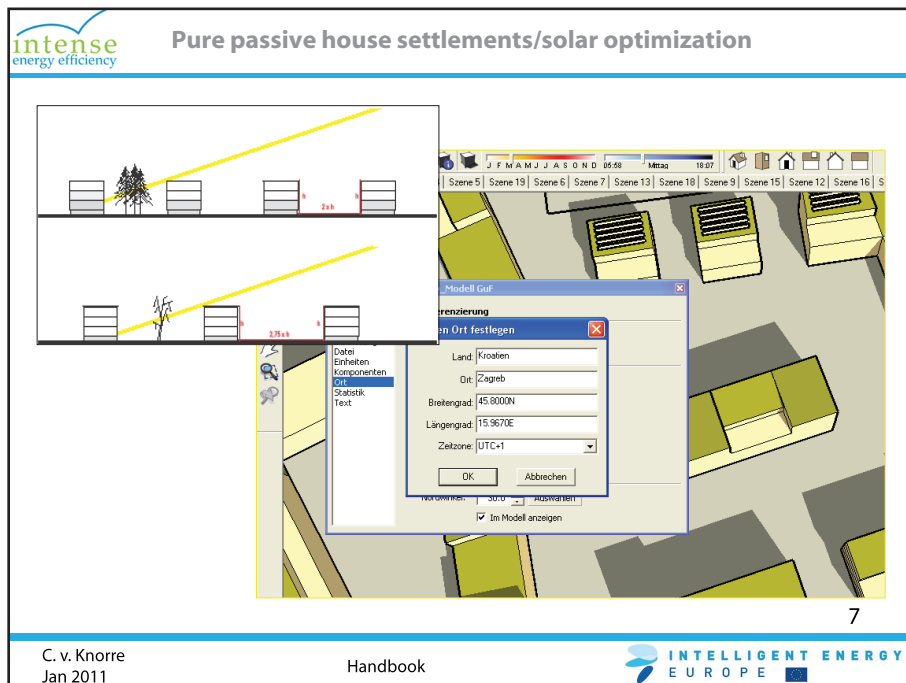 intense
energy efficiency
Pure passive house settlements/solar optimization
h
h
2 x h
h
h
2,75 x h
J F M A M J J A S O N D 05:58 Mittag 18:07
Szene 5 Szene 19 Szene 6 Szene 7 Szene 13 Szene 18 Szene 9 Szene 15 Szene 12 Szene 16 S
_Modell GuF
erenzierung
en Ort festlegen
Datei
Einheiten
Komponenten
Ort
Statistik
Text
Land: Kroatien
Ort: Zagreb
Breitengrad: 45.8000N
Längengrad: 15.9670E
Zeitzone: UTC+1
OK Abbrechen
Nordwinkel: 30.0 Auswählen
Im Modell anzeigen
7
C. v. Knorre
Jan 2011
Handbook
INTELLIGENT ENERGY
EUROPE